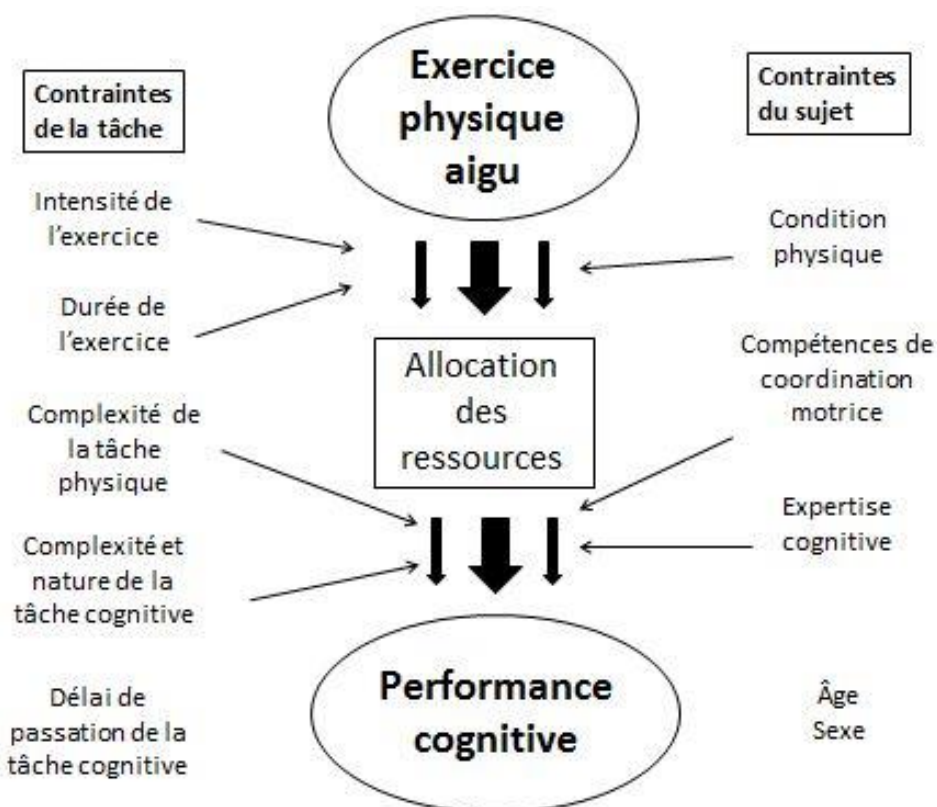 Exercice
physique
aigu
Contraintes
de la tâche
Intensité de
l'exercice
Durée de
l'exercice
Complexité de
la tâche
physique
Complexité et
nature de la
tâche cognitive
Délai de
passation de la
tâche cognitive
Allocation
des
ressources
Performance
cognitive
Contraintes
du sujet
Condition
physique
Compétences de
coordination
motrice
Expertise
cognitive
Âge
Sexe